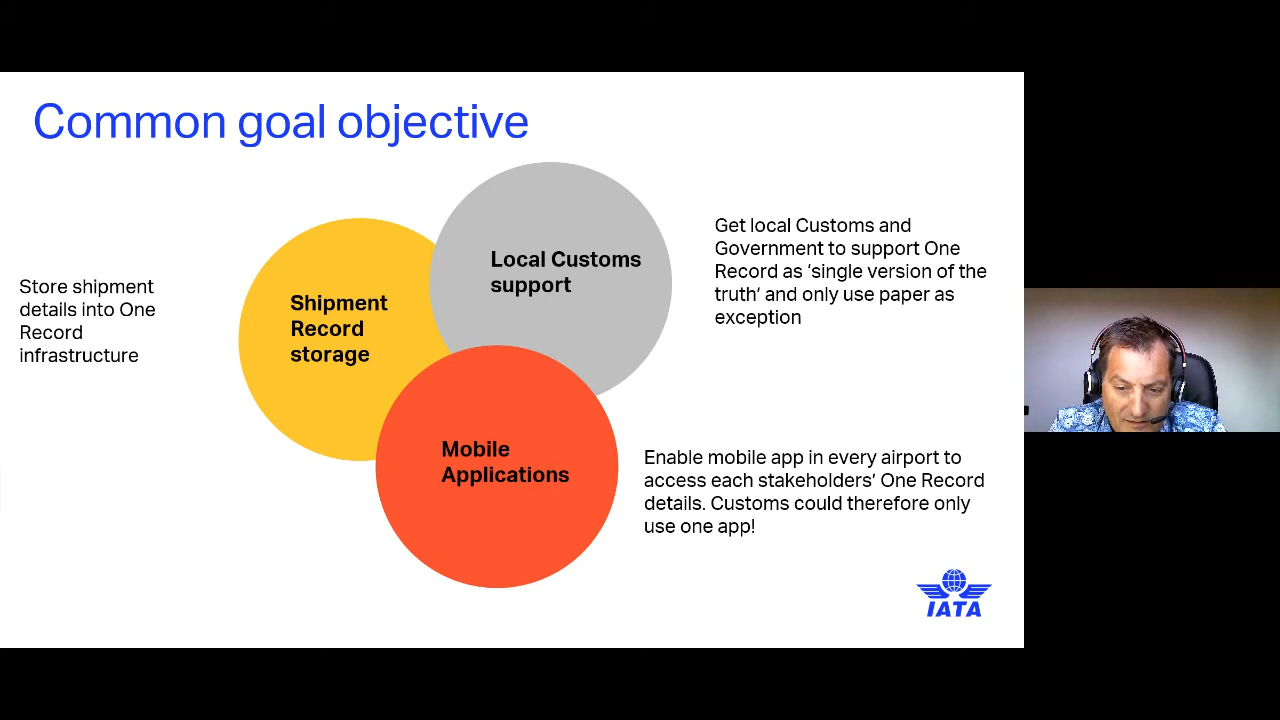 Common goal objective
Store shipment
details into One
Record
infrastructure
Shipment
Record
storage
Local Customs
support
Get local Customs and
Government to support One
Record as ‘single version of the
truth’ and only use paper as
exception
Mobile
Applications
Enable mobile app in every airport to
access each stakeholders’ One Record
details. Customs could therefore only
use one app!
IATA